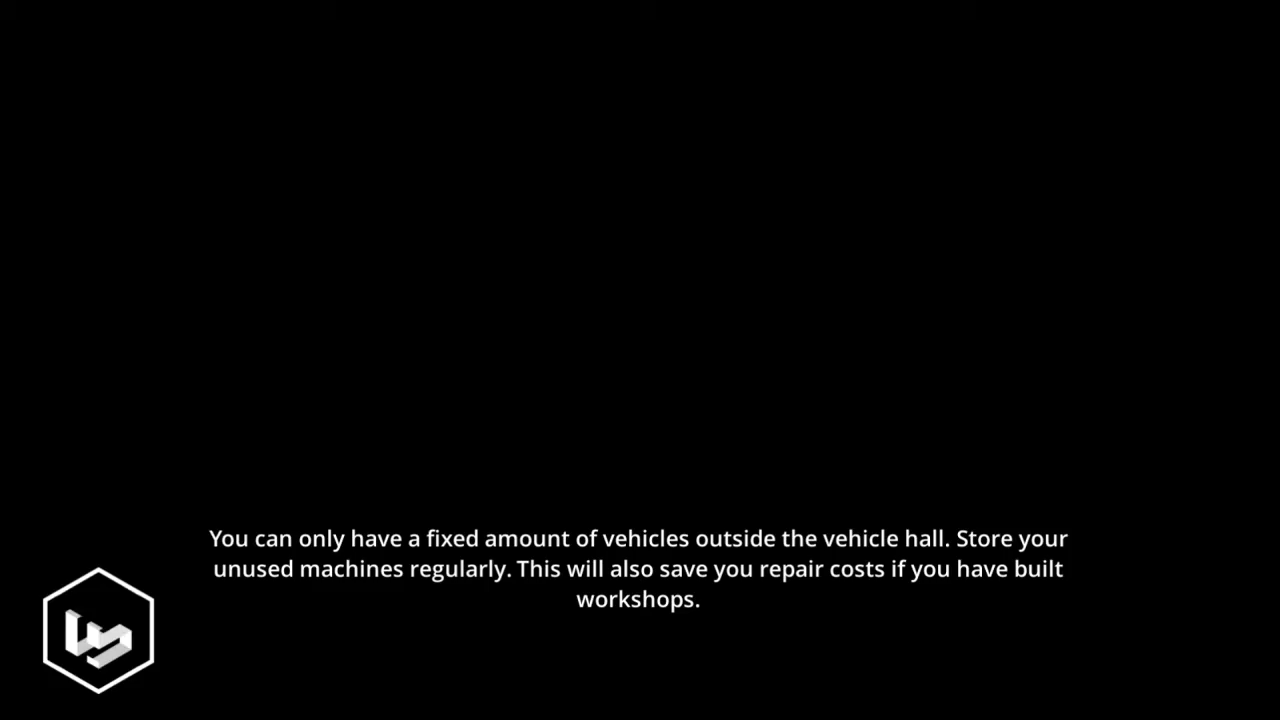 You can only have a fixed amount of vehicles outside the vehicle hall. Store your
unused machines regularly. This will also save you repair costs if you have built
workshops.